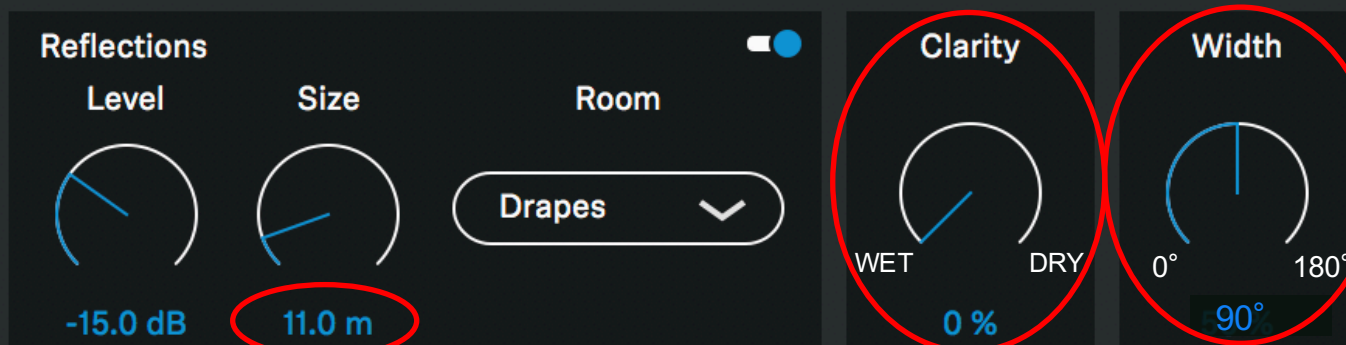 Reflections
Level
Size
Room
Drapes
-15.0 dB
11.0 m
Clarity
WET
DRY
0 %
Width
0°
180°
90°